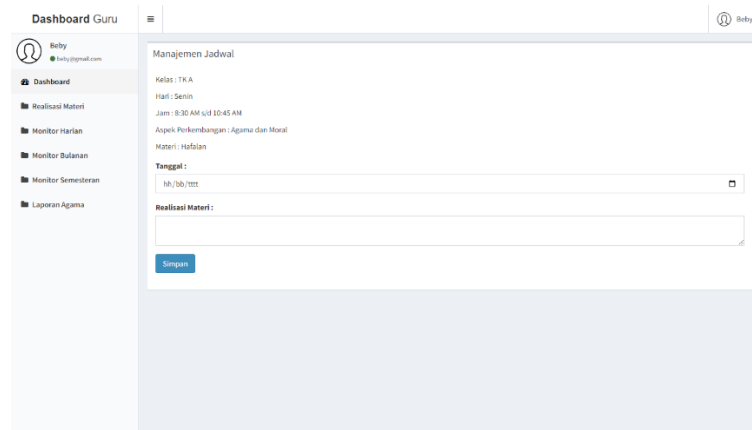 Dashboard Guru
Beby
Beby
beby@gmail.com
Manajemen Jadwal
Dashboard
Kelas : TK A
Hari : Senin
Realisasi Materi
Jam : 8:30 AM s/d 10:45 AM
Monitor Harian
Aspek Perkembangan : Agama dan Moral
Materi : Hafalan
Monitor Bulanan
Tanggal :
Monitor Semesteran
hh/bb/tttt
Laporan Agama
Realisasi Materi :
Simpan